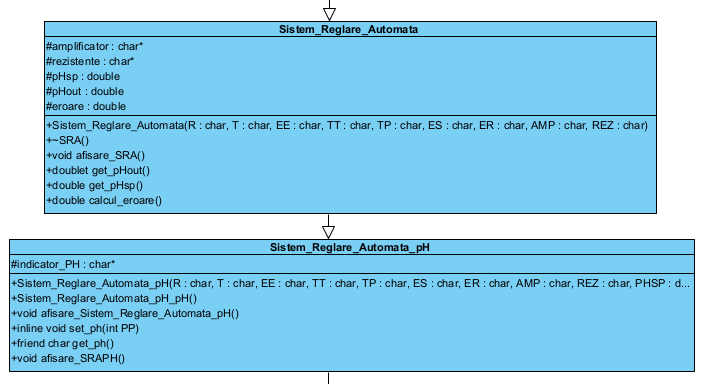 Sistem_Reglare_Automata
#amplificator : char*
#rezistente : char*
#pHsp : double
#pHout : double
#eroare : double
+Sistem_Reglare_Automata(R : char, T : char, EE : char, TT : char, TP : char, ES : char, ER : char, AMP : char, REZ : char)
+~SRA()
+void afisare_SRA()
+doublet get_pHout()
+double get_pHsp()
+double calcul_eroare()
Sistem_Reglare_Automata_pH
#indicator_PH : char*
+Sistem_Reglare_Automata_pH(R : char, T : char, EE : char, TT : char, TP : char, ES : char, ER : char, AMP : char, REZ : char, PHSP : d...
+Sistem_Reglare_Automata_pH_pH()
+void afisare_Sistem_Reglare_Automata_pH()
+inline void set_ph(int PP)
+friend char get_ph()
+void afisare_SRAPH()